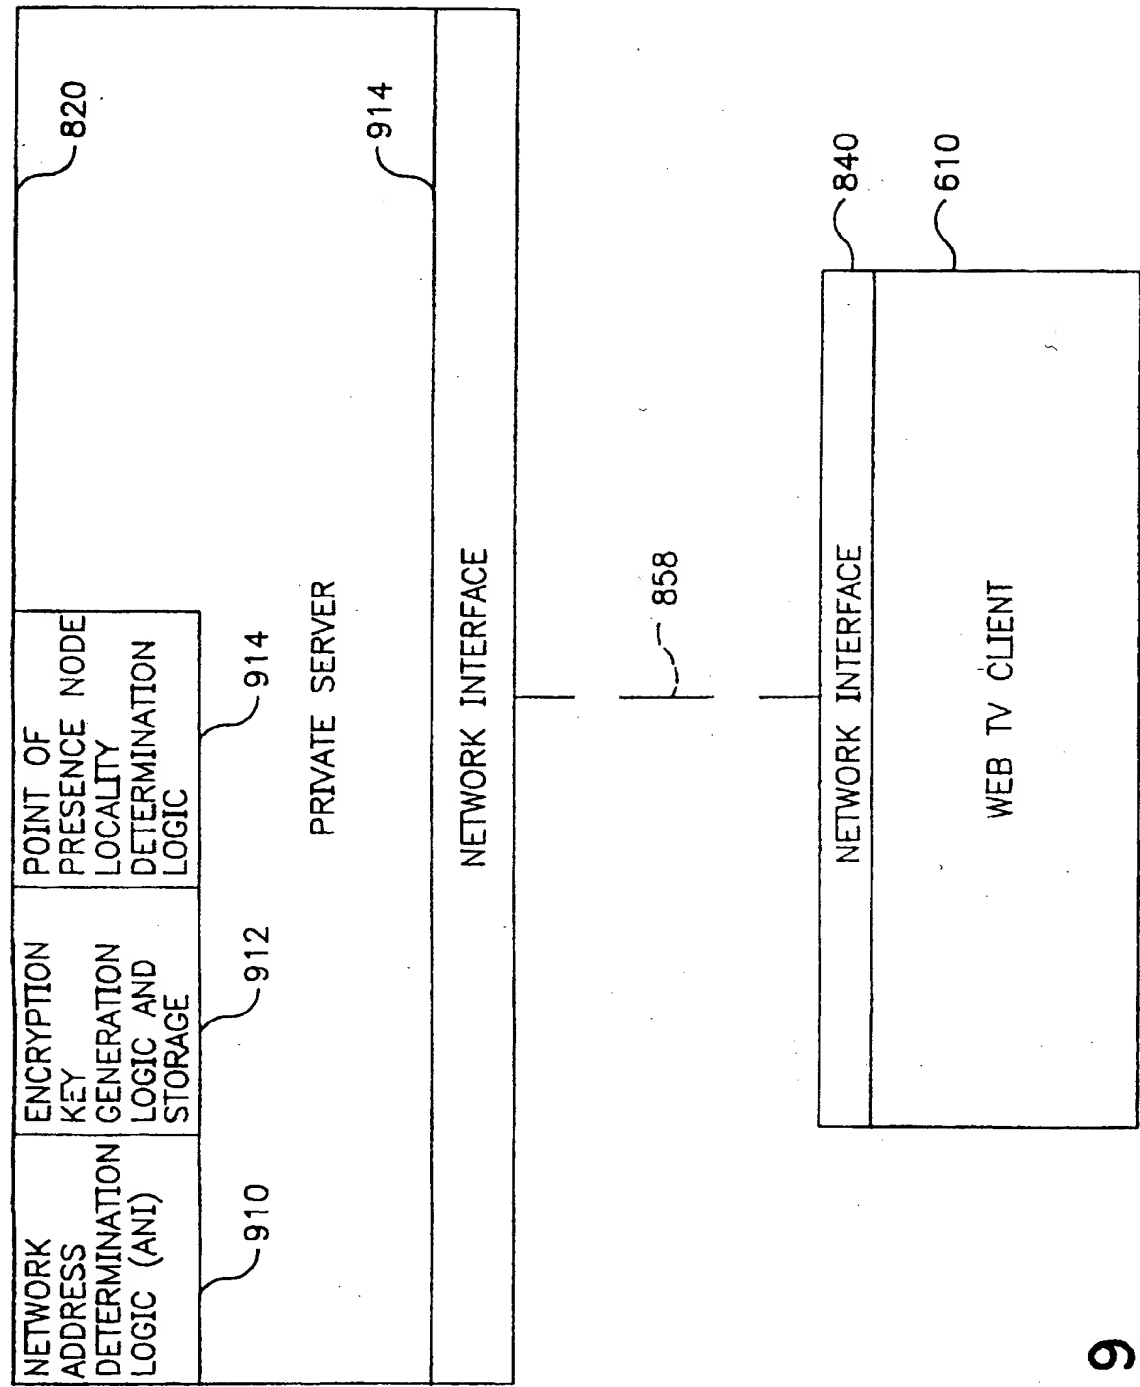 NETWORK
ADDRESS
DETERMINATION
LOGIC (ANI)
ENCRYPTION
KEY
GENERATION
LOGIC AND
STORAGE
POINT OF
PRESENCE NODE
LOCALITY
DETERMINATION
LOGIC
820
910
912
914
PRIVATE SERVER
914
NETWORK INTERFACE
858
NETWORK INTERFACE
840
WEB TV CLIENT
610
9